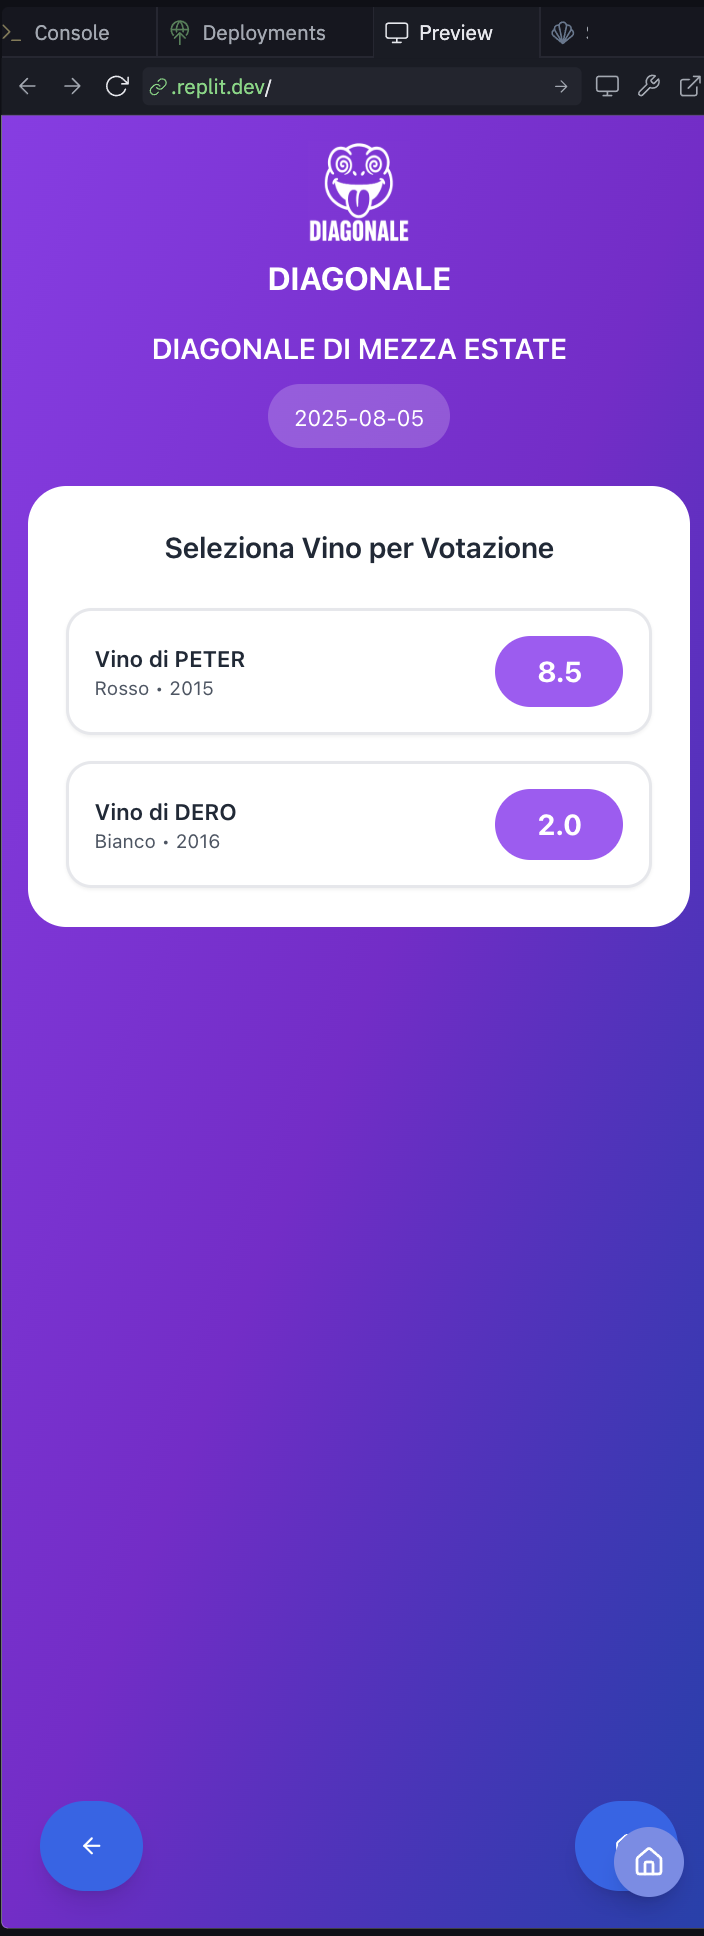 Console
Deployments
Preview
.replit.dev/
DIAGONALE
DIAGONALE
DIAGONALE DI MEZZA ESTATE
2025-08-05
Seleziona Vino per Votazione
Vino di PETER
Rosso • 2015
8.5
Vino di DERO
Bianco • 2016
2.0